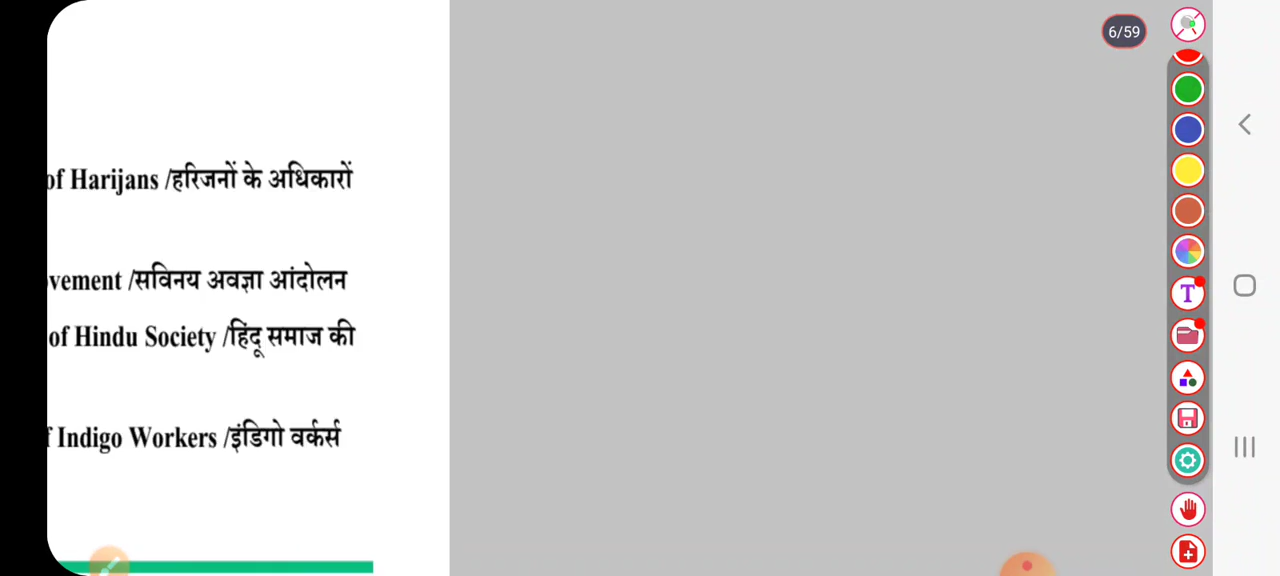 6/59
of Harijans /हरिजनों के अधिकारों
vement /सविनय अवज्ञा आंदोलन
of Hindu Society /हिंदू समाज की
Indigo Workers /इंडिगो वर्कर्स
T